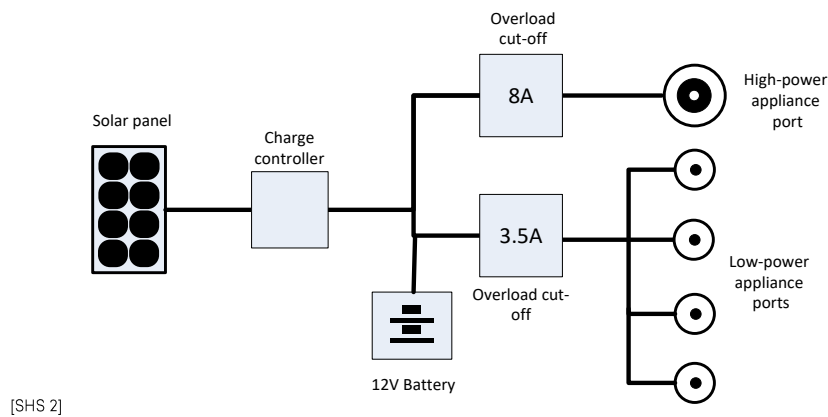 Overload
cut-off
8A
High-power
appliance
port
Solar panel
Charge
controller
3.5A
Overload cut-
off
Low-power
appliance
ports
12V Battery
[SHS 2]